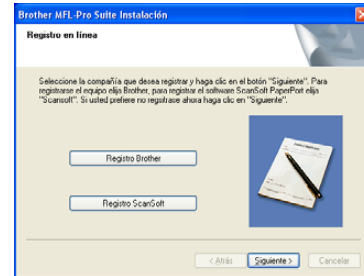 Brother MFL-Pro Suite Instalación
Registro en línea
Seleccione la compañía que desea registrar y haga clic en el botón "Siguiente". Para
registrarse el equipo elija Brother, para registrar el software ScanSoft PaperPort elija
"Scansoft". Si usted prefiere no registrase ahora haga clic en "Siguiente".
Registro Brother
Registro ScanSoft
< Atrás Siguiente > Cancelar